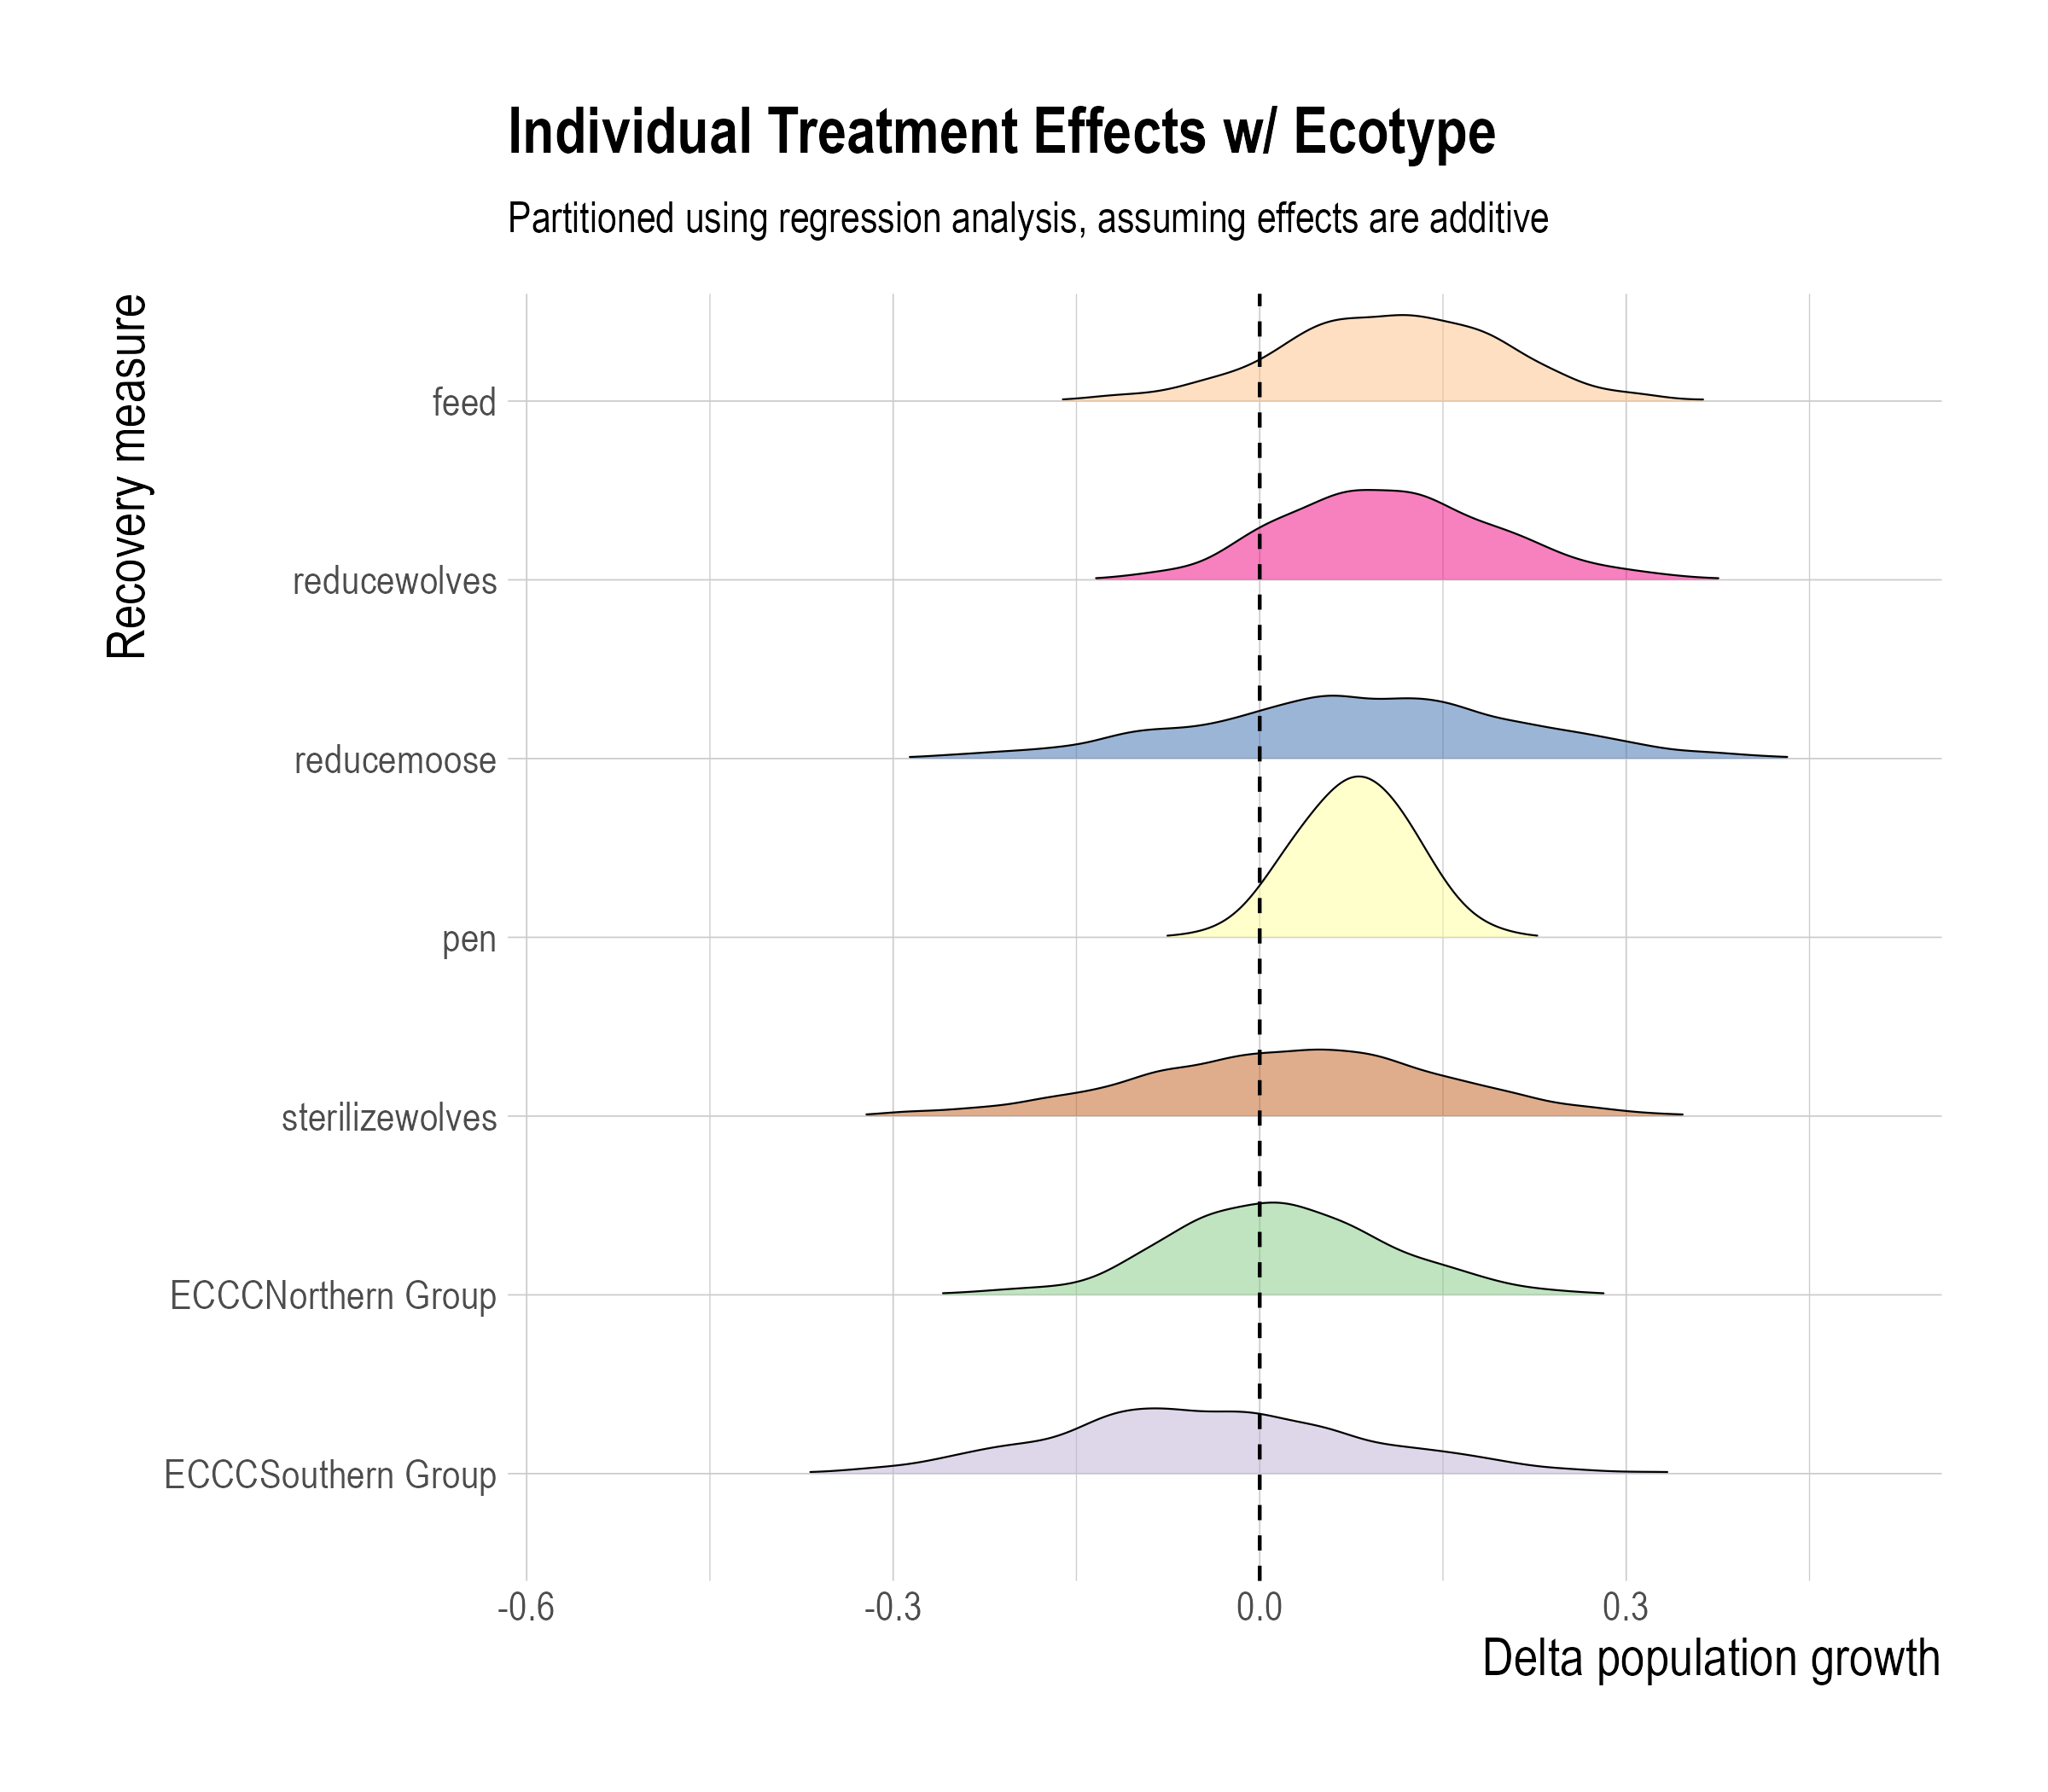 Individual Treatment Effects w/ Ecotype
Partitioned using regression analysis, assuming effects are additive
Recovery measure
feed
reducewolves
reducemoose
pen
sterilizewolves
ECCCNorthern Group
ECCCSouthern Group
-0.6 -0.3 0.0 0.3
Delta population growth